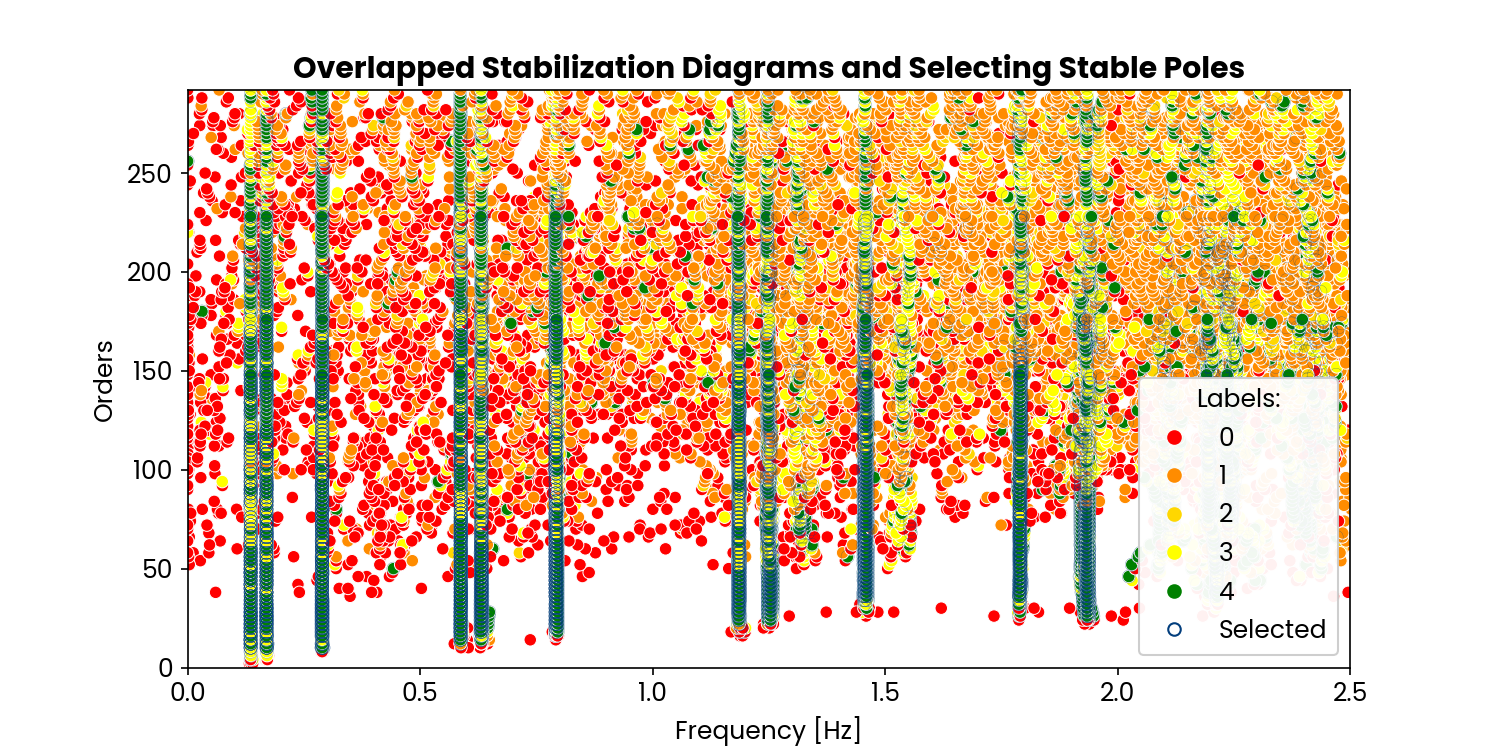 Overlapped Stabilization Diagrams and Selecting Stable Poles
Orders
250
200
150
100
50
0
0.0 0.5 1.0 1.5 2.0 2.5
Frequency [Hz]
Labels:
0
1
2
3
4
Selected